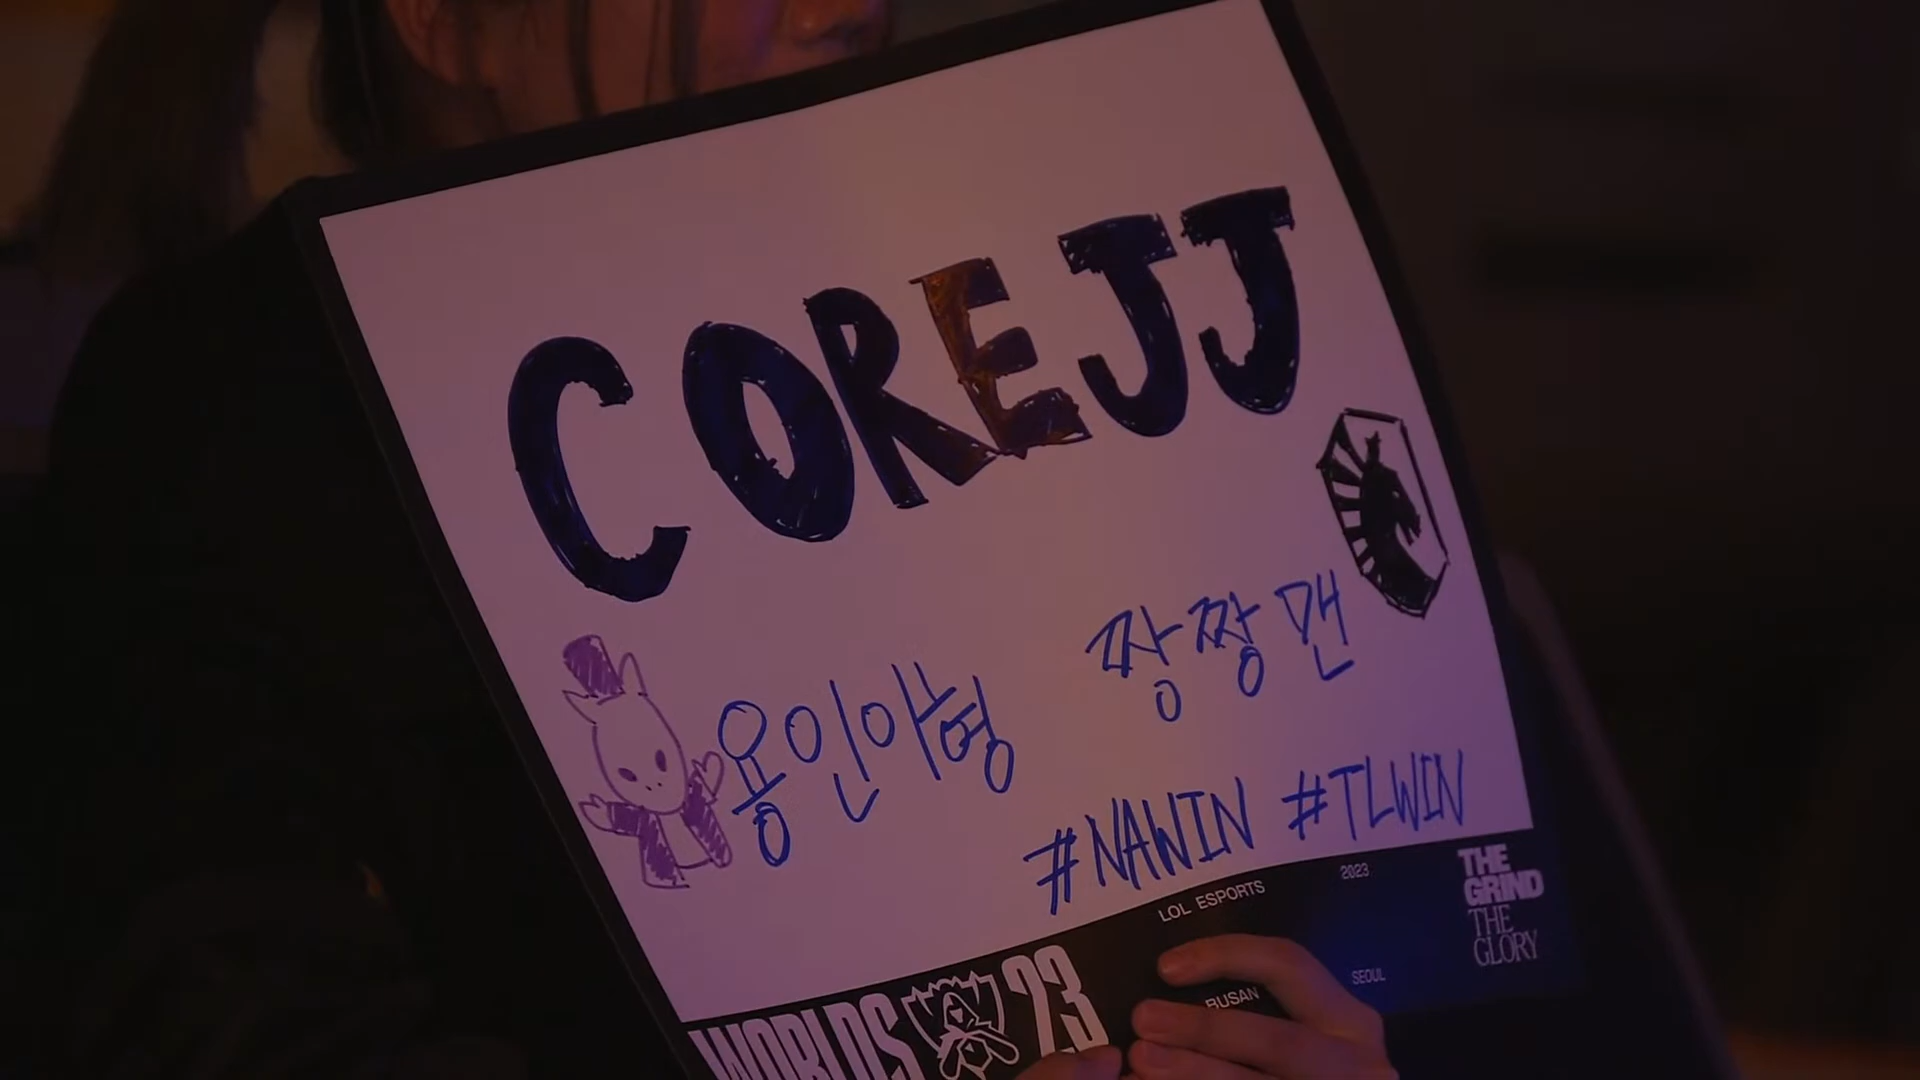 COREJJ
짱짱맨
용인아형
#NAWIN #TLWIN
LOL ESPORTS 2023
THE GRIND THE GLORY
WORLDS 23
BUSAN SEOUL